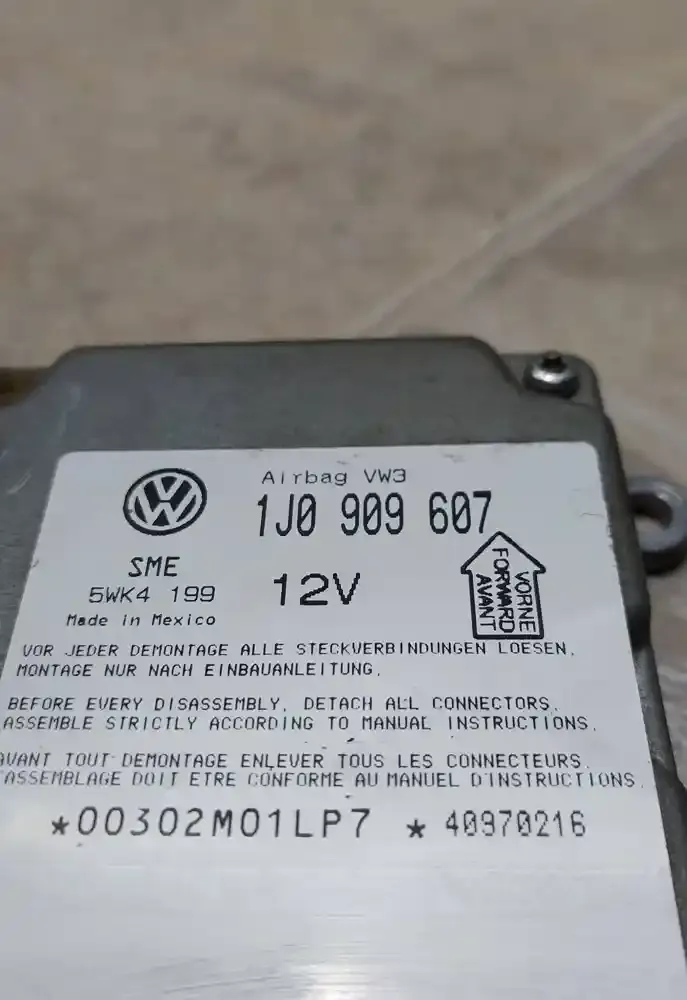 Airbag VW3
1J0 909 607
SME
5WK4 199
12V
VORNE
FORWARD
AVANT
Made in Mexico
VOR JEDER DEMONTAGE ALLE STECKVERBINDUNGEN LOESEN.
MONTAGE NUR NACH EINBAUANLEITUNG.
BEFORE EVERY DISASSEMBLY, DETACH ALL CONNECTORS.
ASSEMBLE STRICTLY ACCORDING TO MANUAL INSTRUCTIONS.
AVANT TOUT DEMONTAGE ENLEVER TOUS LES CONNECTEURS.
L'ASSEMBLAGE DOIT ETRE CONFORME AU MANUEL D'INSTRUCTIONS.
*00302M01LP7 * 40970216